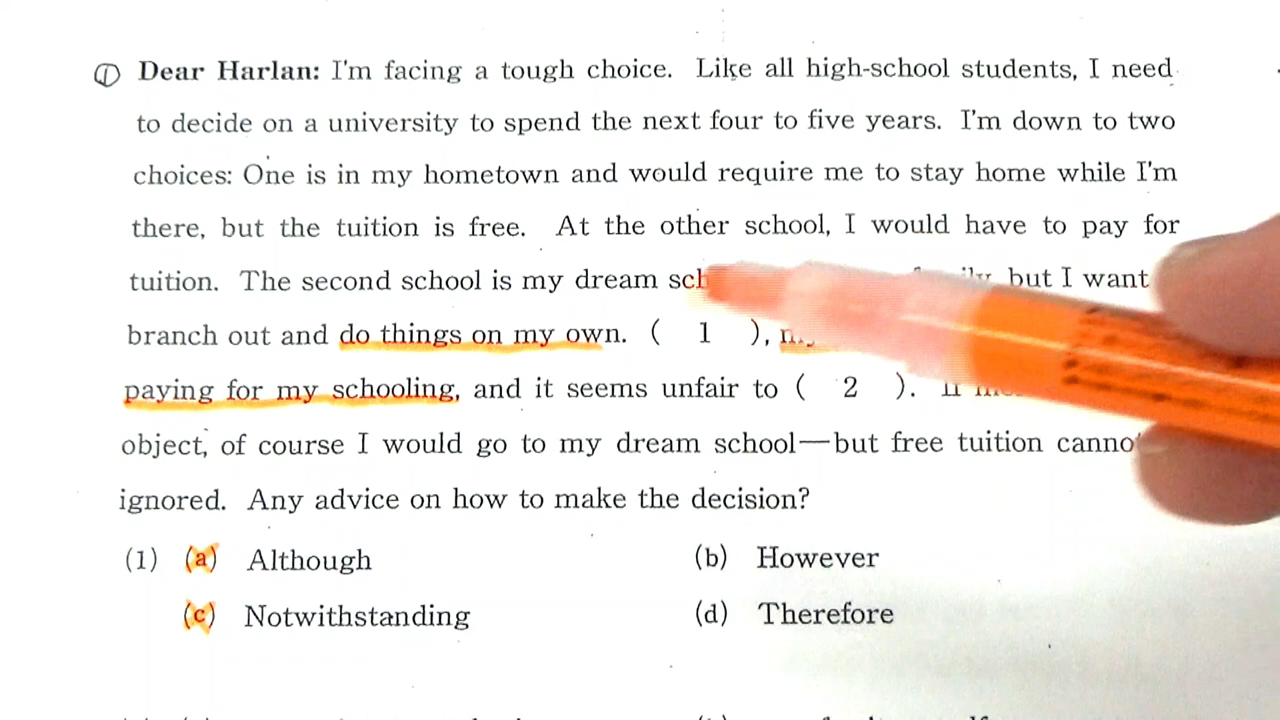 ① Dear Harlan: I'm facing a tough choice. Like all high-school students, I need
to decide on a university to spend the next four to five years. I'm down to two
choices: One is in my hometown and would require me to stay home while I'm
there, but the tuition is free. At the other school, I would have to pay for
tuition. The second school is my dream but I want
branch out and do things on my own. ( 1 ),
paying for my schooling, and it seems unfair to ( 2 ).
object, of course I would go to my dream school—but free tuition
ignored. Any advice on how to make the decision?
(1) (a) Although (b) However
(c) Notwithstanding (d) Therefore